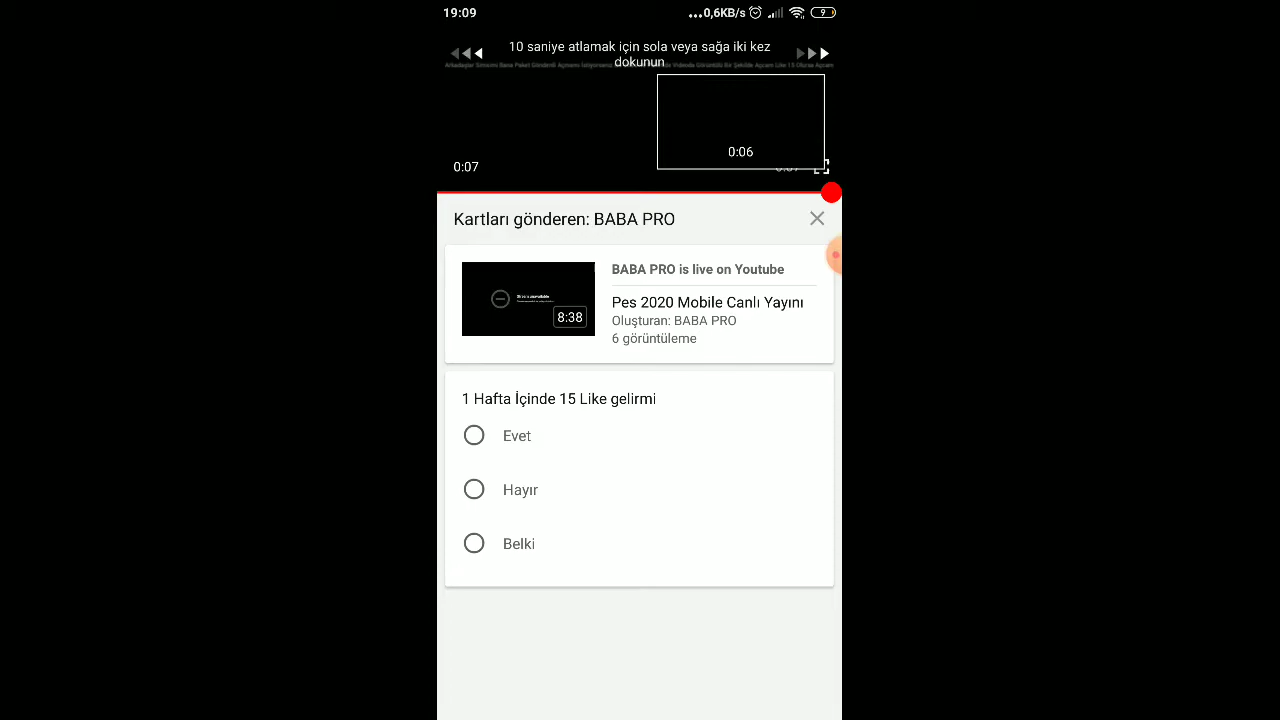 19:09
...0,6KB/s
9
10 saniye atlamak için sola veya sağa iki kez
dokunun
0:06
0:07
Kartları gönderen: BABA PRO
BABA PRO is live on Youtube
8:38
Pes 2020 Mobile Canlı Yayını
Oluşturan: BABA PRO
6 görüntüleme
1 Hafta İçinde 15 Like gelirmi
Evet
Hayır
Belki